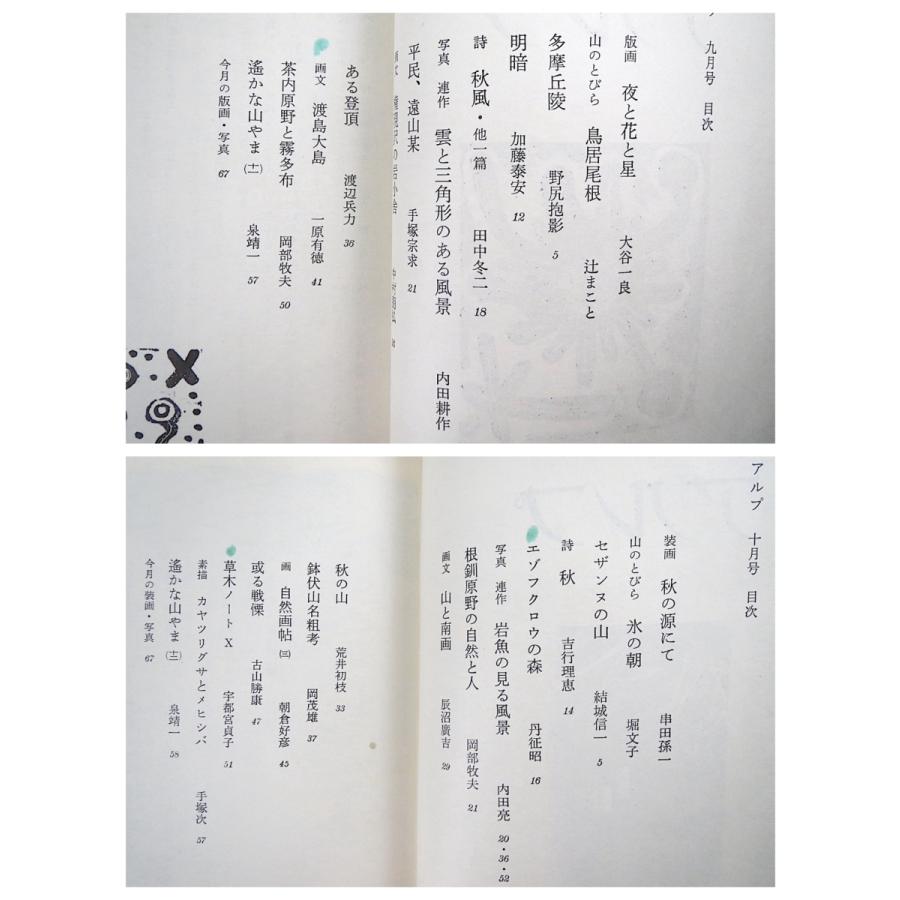 九月号 目次
版画 夜と花と星 大谷一良
山のとびら 鳥居尾根 辻まこと
多摩丘陵 野尻抱影 5
明暗 加藤泰安 12
詩 秋風・他一篇 田中冬二 18
写真 連作 雲と三角形のある風景 内田耕作
平民、遠山某 手塚宗求 21
ある登頂 渡辺兵力 36
画文 渡島大島 一原有徳 41
茶内原野と霧多布 岡部牧夫 50
遙かな山やま(十一) 泉靖一 57
今月の版画・写真 67
アルプ 十月号 目次
装画 秋の源にて 串田孫一
山のとびら 氷の朝 堀文子
セザンヌの山 結城信一 5
詩 秋 吉行理恵 14
エゾフクロウの森 丹征昭 16
写真 連作 岩魚の見る風景 内田亮 20・36・52
根釧原野の自然と人 岡部牧夫 21
画文 山と南画 辰沼廣吉 29
秋の山 荒井初枝 33
鉢伏山名粗考 岡茂雄 37
画 自然画帖(三) 朝倉好彦 45
或る戦慄 古山勝康 47
草木ノート X 宇都宮貞子 51
素描 カヤツリグサとメヒシバ 手塚次 57
遙かな山やま(十二) 泉靖一 58
今月の装画・写真 67